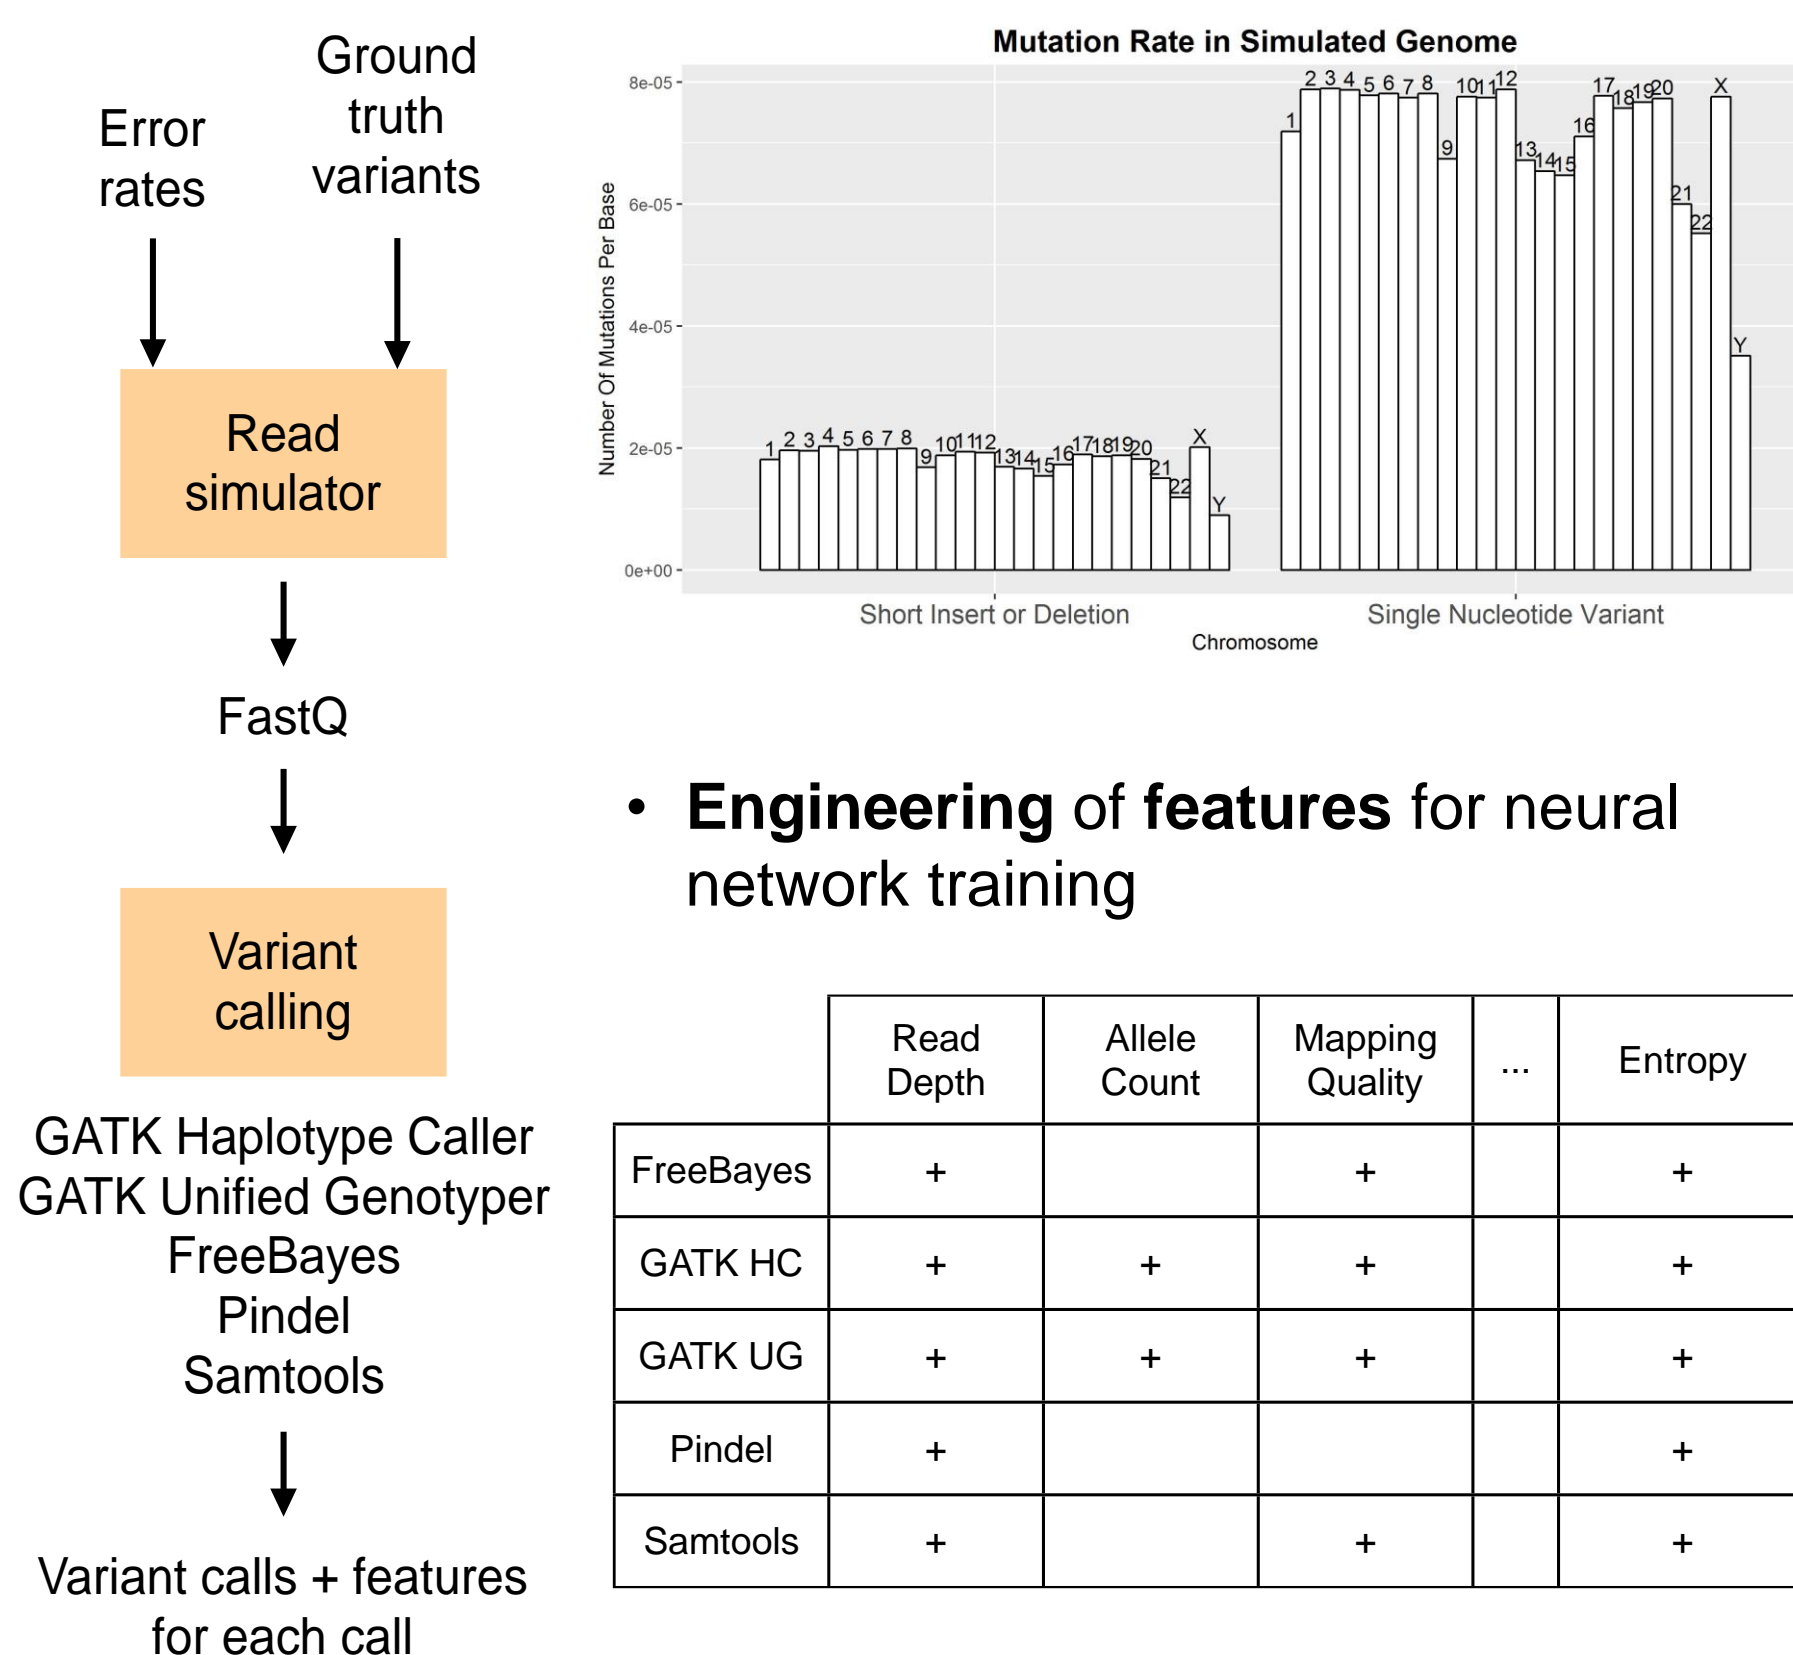 Error
rates
Ground
truth
variants
Read
simulator
FastQ
Variant
calling
GATK Haplotype Caller
GATK Unified Genotyper
FreeBayes
Pindel
Samtools
Variant calls + features
for each call
Mutation Rate in Simulated Genome
Number Of Mutations Per Base
8e-05
6e-05
4e-05
2e-05
0e+00
1 2 3 4 5 6 7 8 9 10 11 12 13 14 15 16 17 18 19 20 21 22 X Y
1 2 3 4 5 6 7 8 9 10 11 12 13 14 15 16 17 18 19 20 21 22 X Y
Short Insert or Deletion Single Nucleotide Variant
Chromosome
• Engineering of features for neural
network training
Read
Depth
Allele
Count
Mapping
Quality
...
Entropy
FreeBayes + + +
GATK HC + + + +
GATK UG + + + +
Pindel + +
Samtools + + +